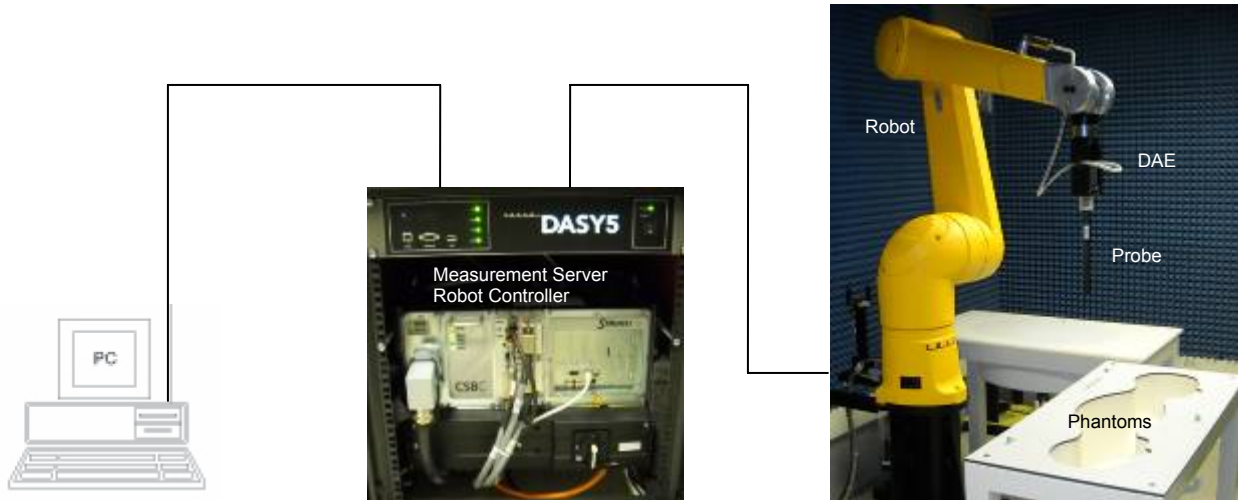 PC
DASY5
Measurement Server
Robot Controller
CS8C
Robot
DAE
Probe
Phantoms